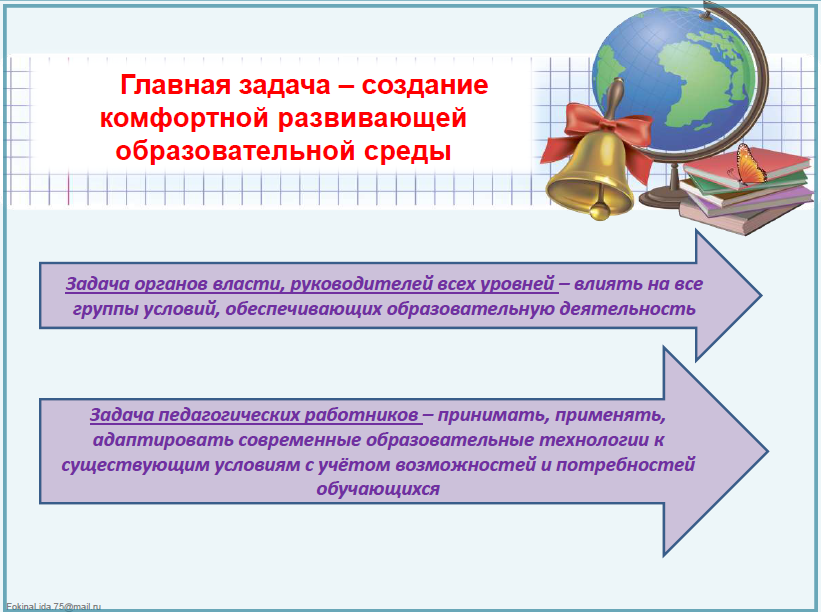 Главная задача – создание
комфортной развивающей
образовательной среды
Задача органов власти, руководителей всех уровней – влиять на все
группы условий, обеспечивающих образовательную деятельность
Задача педагогических работников – принимать, применять,
адаптировать современные образовательные технологии к
существующим условиям с учётом возможностей и потребностей
обучающихся
FokinaLida.75@mail.ru